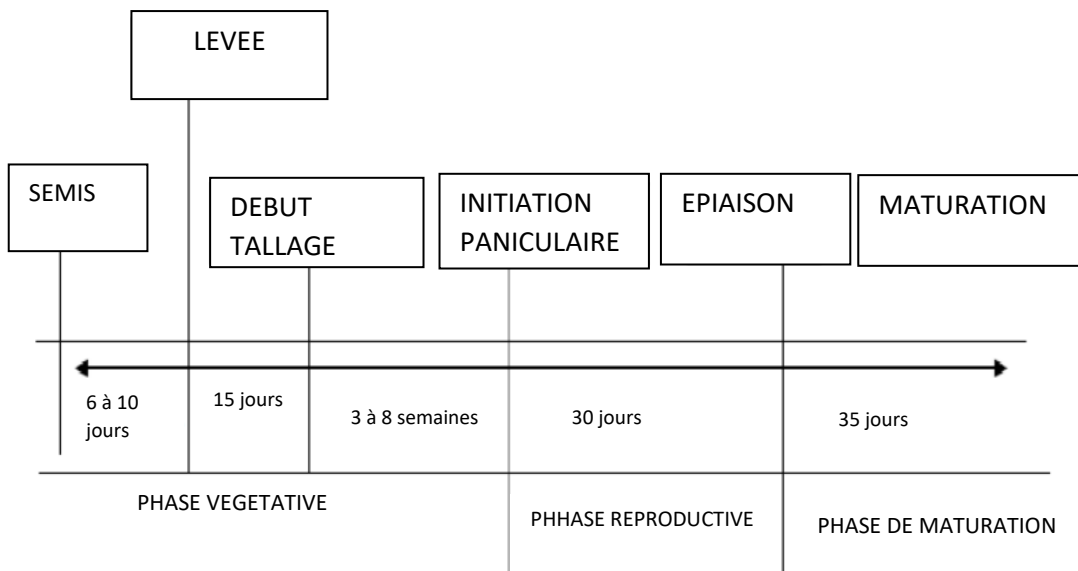 LEVEE
SEMIS
DEBUT
TALLAGE
INITIATION
PANICULAIRE
EPIAISON
MATURATION
6 à 10
jours
15 jours
3 à 8 semaines
30 jours
35 jours
PHASE VEGETATIVE
PHHASE REPRODUCTIVE
PHASE DE MATURATION